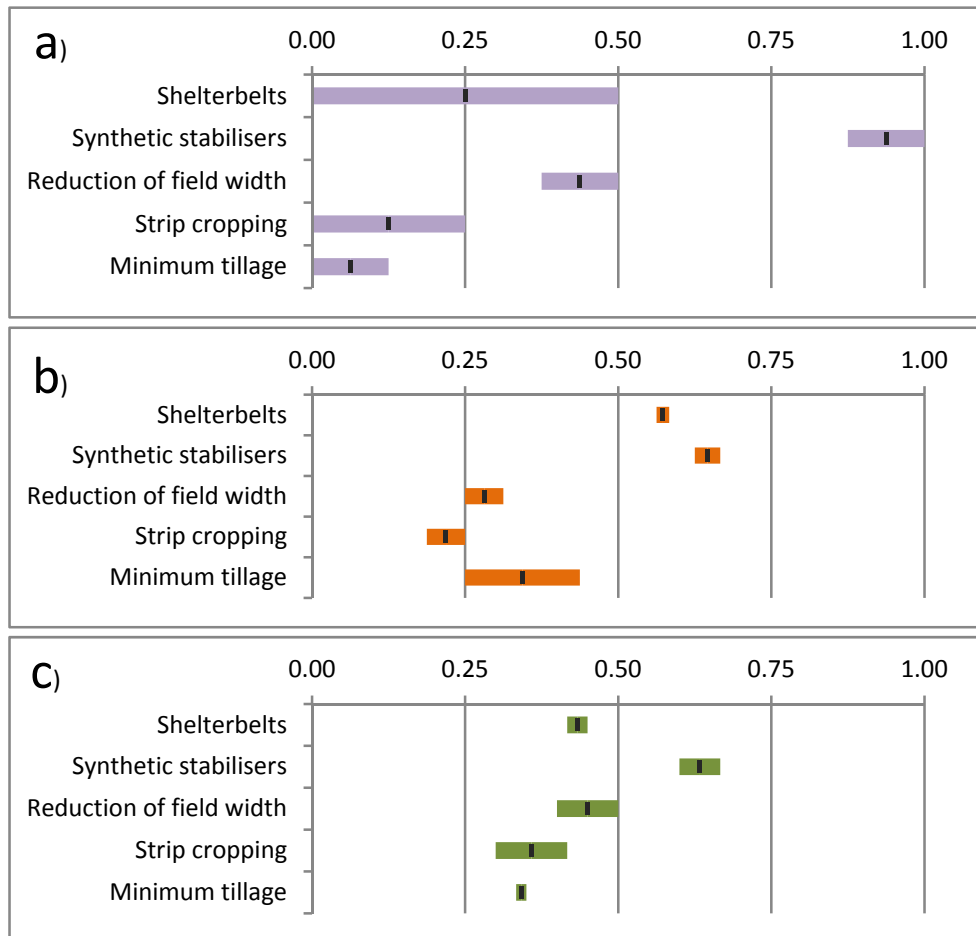 a)
0.00 0.25 0.50 0.75 1.00
Shelterbelts
Synthetic stabilisers
Reduction of field width
Strip cropping
Minimum tillage
b)
0.00 0.25 0.50 0.75 1.00
Shelterbelts
Synthetic stabilisers
Reduction of field width
Strip cropping
Minimum tillage
c)
0.00 0.25 0.50 0.75 1.00
Shelterbelts
Synthetic stabilisers
Reduction of field width
Strip cropping
Minimum tillage